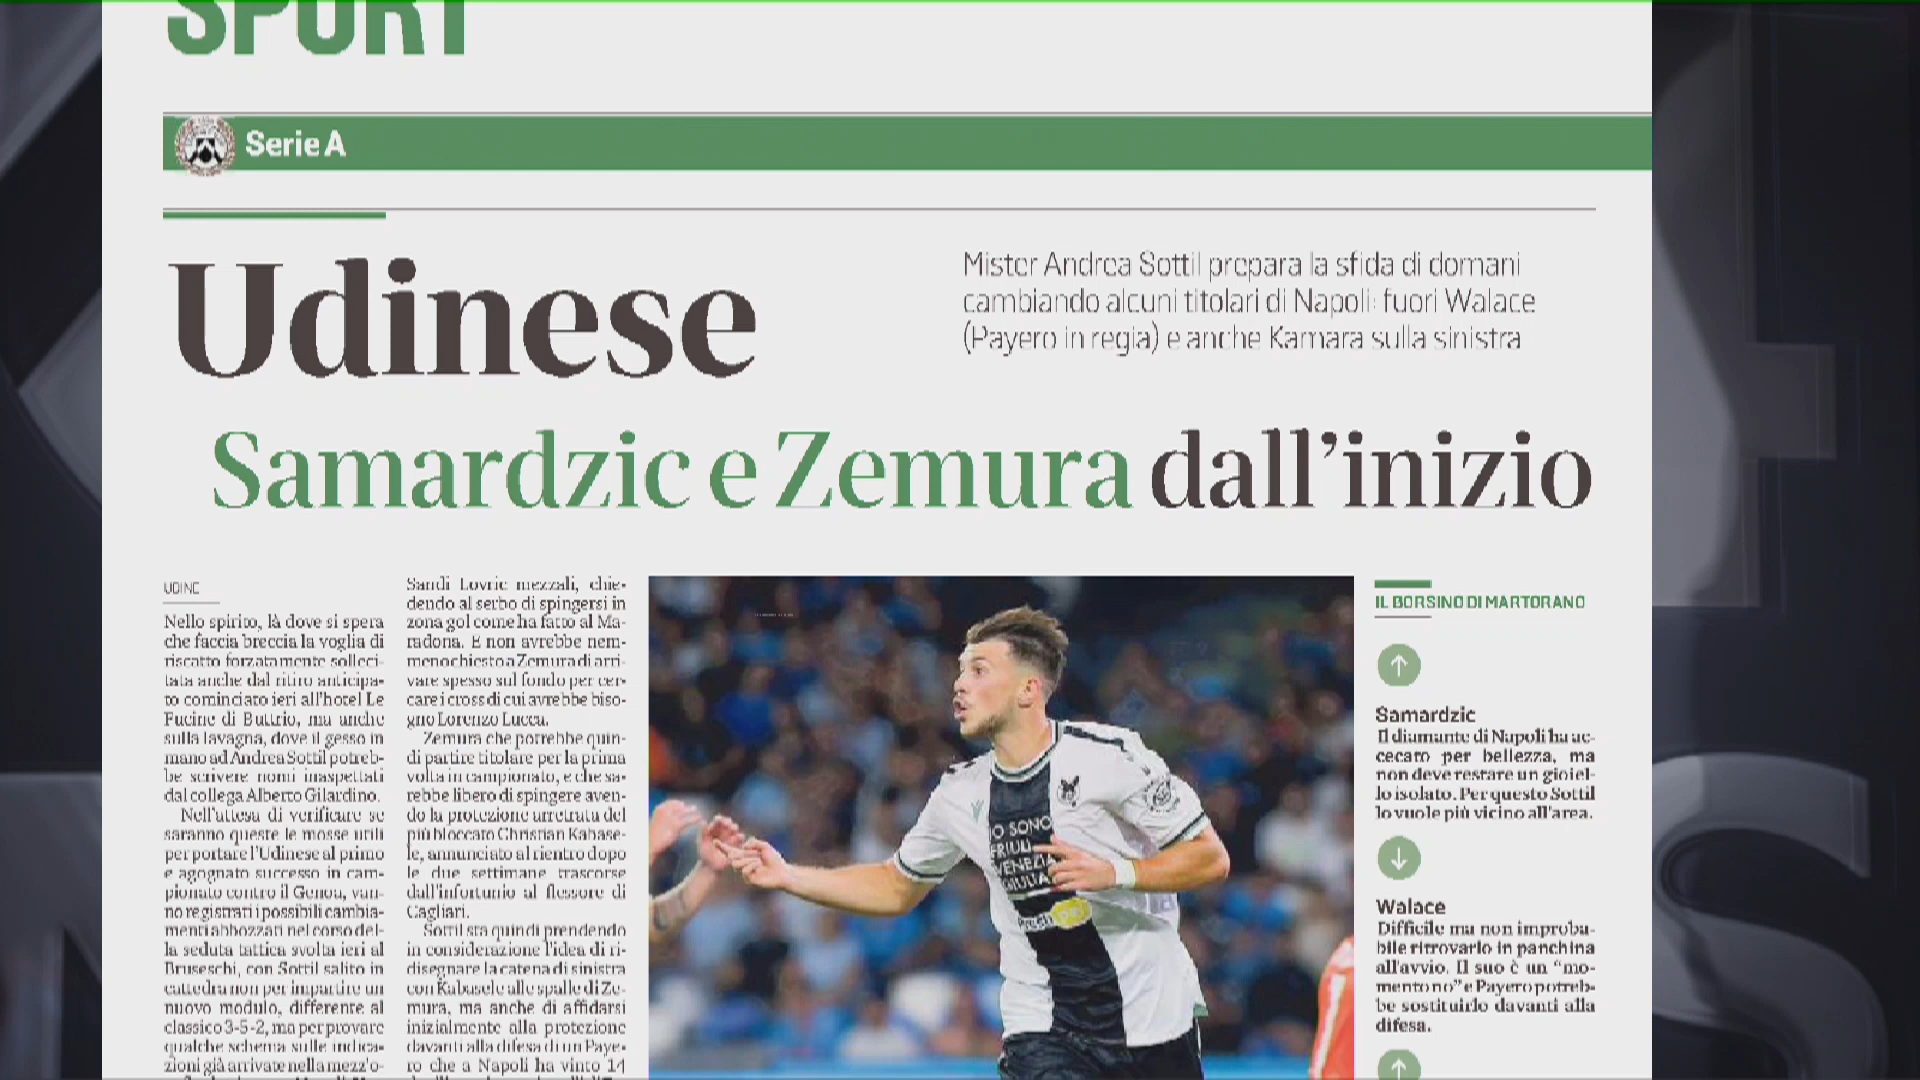 SPORT
Serie A
Udinese
Mister Andrea Sottil prepara la sfida di domani
cambiando alcuni titolari di Napoli: fuori Walace
(Payero in regia) e anche Kamara sulla sinistra
Samardzic e Zemura dall'inizio
UDINE
Nello spirito, là dove si spera
che faccia breccia la voglia di
riscatto forzatamente solleci-
tata anche dal ritiro anticipa-
to cominciato ieri all'hotel Le
Fucine di Buttrio, ma anche
sulla lavagna, dove il gesso in
mano ad Andrea Sottil potreb-
be scrivere nomi inaspettati
dal collega Alberto Gilardino.
Nell'attesa di verificare se
saranno queste le mosse utili
per portare l'Udinese al primo
e agognato successo in cam-
pionato contro il Genoa, van-
no registrati i possibili cambia-
menti abbozzati nel corso del-
la seduta tattica svolta ieri al
Bruseschi, con Sottil salito in
cattedra non per impartire un
nuovo modulo, differente al
classico 3-5-2, ma per provare
qualche schema sulle indica-
zioni già arrivate nella mezz'o-
Sandi Lovric mezzali, chie-
dendo al serbo di spingersi in
zona gol come ha fatto al Ma-
radona. E non avrebbe nem-
meno chiesto a Zemura di arri-
vare spesso sul fondo per cer-
care i cross di cui avrebbe biso-
gno Lorenzo Lucca.
Zemura che potrebbe quin-
di partire titolare per la prima
volta in campionato, e che sa-
rebbe libero di spingere aven-
do la protezione arretrata del
più bloccato Christian Kabase-
le, annunciato al rientro dopo
le due settimane trascorse
dall'infortunio al flessore di
Cagliari.
Sottil sta quindi prendendo
in considerazione l'idea di ri-
disegnare la catena di sinistra
con Kabasele alle spalle di Ze-
mura, ma anche di affidarsi
inizialmente alla protezione
davanti alla difesa di un Paye-
ro che a Napoli ha vinto 14
IO SONO
FRIULI
VENEZIA
GIULIA
IL BORSINO DI MARTORANO
Samardzic
Il diamante di Napoli ha ac-
cecato per bellezza, ma
non deve restare un gioiel-
lo isolato. Per questo Sottil
lo vuole più vicino all'area.
Walace
Difficile ma non improba-
bile ritrovarlo in panchina
all'avvio. Il suo è un “mo-
mento no” e Payero potreb-
be sostituirlo davanti alla
difesa.